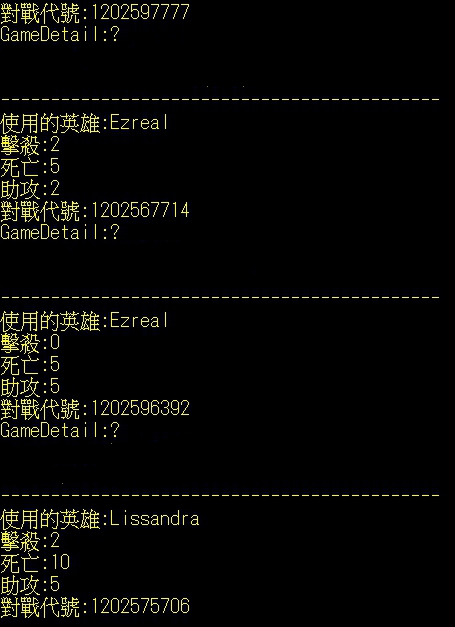 對戰代號:1202597777
GameDetail:?
--------------------------------------------
使用的英雄:Ezreal
擊殺:2
死亡:5
助攻:2
對戰代號:1202567714
GameDetail:?
--------------------------------------------
使用的英雄:Ezreal
擊殺:0
死亡:5
助攻:5
對戰代號:1202596392
GameDetail:?
--------------------------------------------
使用的英雄:Lissandra
擊殺:2
死亡:10
助攻:5
對戰代號:1202575706